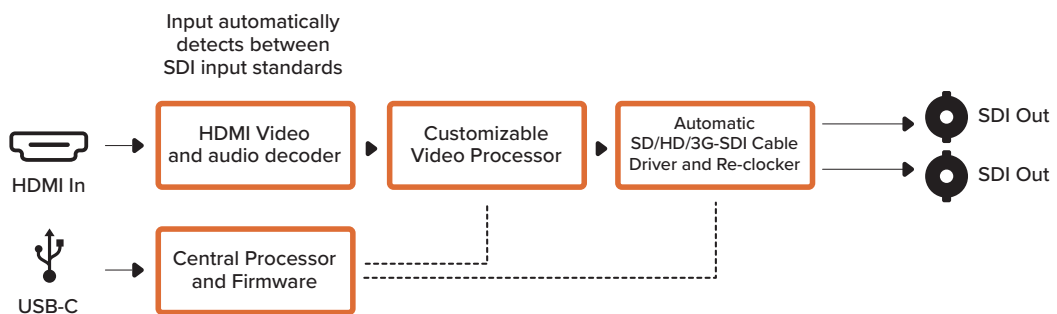 Input automatically
detects between
SDI input standards
HDMI In
HDMI Video
and audio decoder
Customizable
Video Processor
Automatic
SD/HD/3G-SDI Cable
Driver and Re-clocker
SDI Out
SDI Out
USB-C
Central Processor
and Firmware